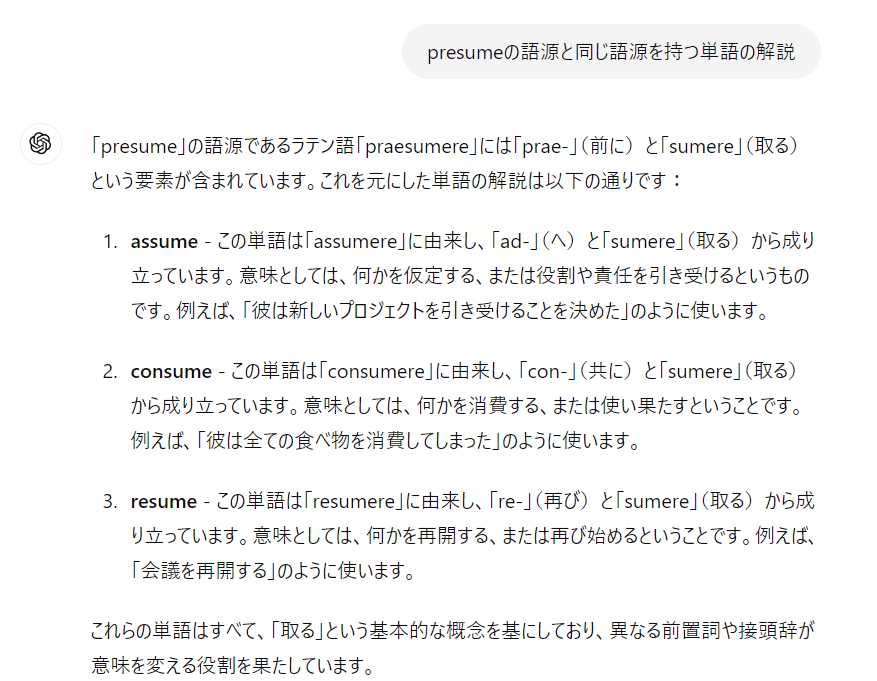 presumeの語源と同じ語源を持つ単語の解説
「presume」の語源であるラテン語「praesumere」には「prae-」（前に）と「sumere」（取る）
という要素が含まれています。これを元にした単語の解説は以下の通りです：
1. assume - この単語は「assumere」に由来し、「ad-」（へ）と「sumere」（取る）から成り
立っています。意味としては、何かを仮定する、または役割や責任を引き受けるというもの
です。例えば、「彼は新しいプロジェクトを引き受けることを決めた」のように使います。
2. consume - この単語は「consumere」に由来し、「con-」（共に）と「sumere」（取る）
から成り立っています。意味としては、何かを消費する、または使い果たすということです。
例えば、「彼は全ての食べ物を消費してしまった」のように使います。
3. resume - この単語は「resumere」に由来し、「re-」（再び）と「sumere」（取る）から成
り立っています。意味としては、何かを再開する、または再び始めるということです。例えば、
「会議を再開する」のように使います。
これらの単語はすべて、「取る」という基本的な概念を基にしており、異なる前置詞や接頭辞が
意味を変える役割を果たしています。